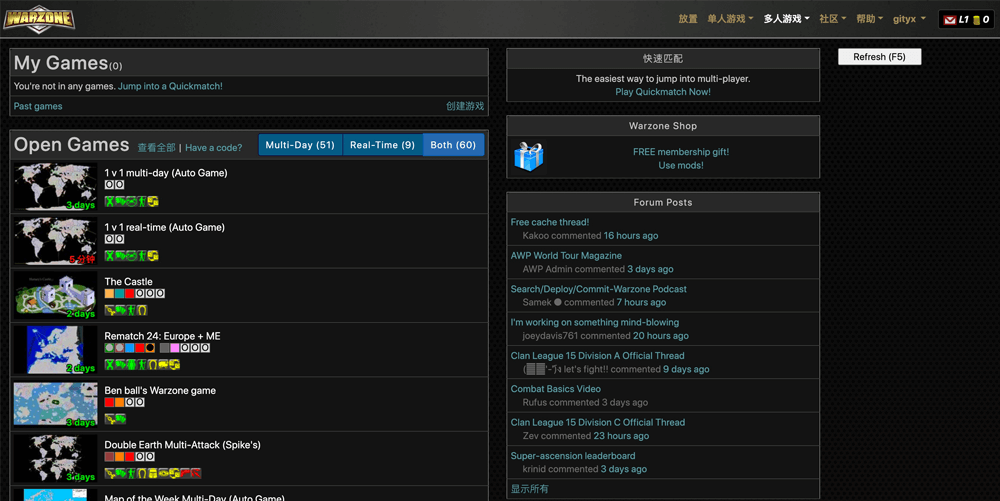 WARZONE
放置 单人游戏 多人游戏 社区 帮助 gityx L1 0
My Games(0)
You're not in any games. Jump into a Quickmatch!
Past games 创建游戏
Open Games 查看全部 | Have a code? Multi-Day (51) Real-Time (9) Both (60)
1 v 1 multi-day (Auto Game)
3 days
1 v 1 real-time (Auto Game)
5 分钟
The Castle
2 days
Rematch 24: Europe + ME
2 days
Ben ball's Warzone game
3 days
Double Earth Multi-Attack (Spike's)
3 days
Map of the Week Multi-Day (Auto Game)
快速匹配
The easiest way to jump into multi-player.
Play Quickmatch Now!
Warzone Shop
FREE membership gift!
Use mods!
Forum Posts
Free cache thread!
Kakoo commented 16 hours ago
AWP World Tour Magazine
AWP Admin commented 3 days ago
Search/Deploy/Commit-Warzone Podcast
Samek commented 7 hours ago
I'm working on something mind-blowing
joeydavis761 commented 20 hours ago
Clan League 15 Division A Official Thread
let's fight!! commented 9 days ago
Combat Basics Video
Rufus commented 3 days ago
Clan League 15 Division C Official Thread
Zev commented 23 hours ago
Super-ascension leaderboard
krinid commented 3 days ago
显示所有
Refresh (F5)